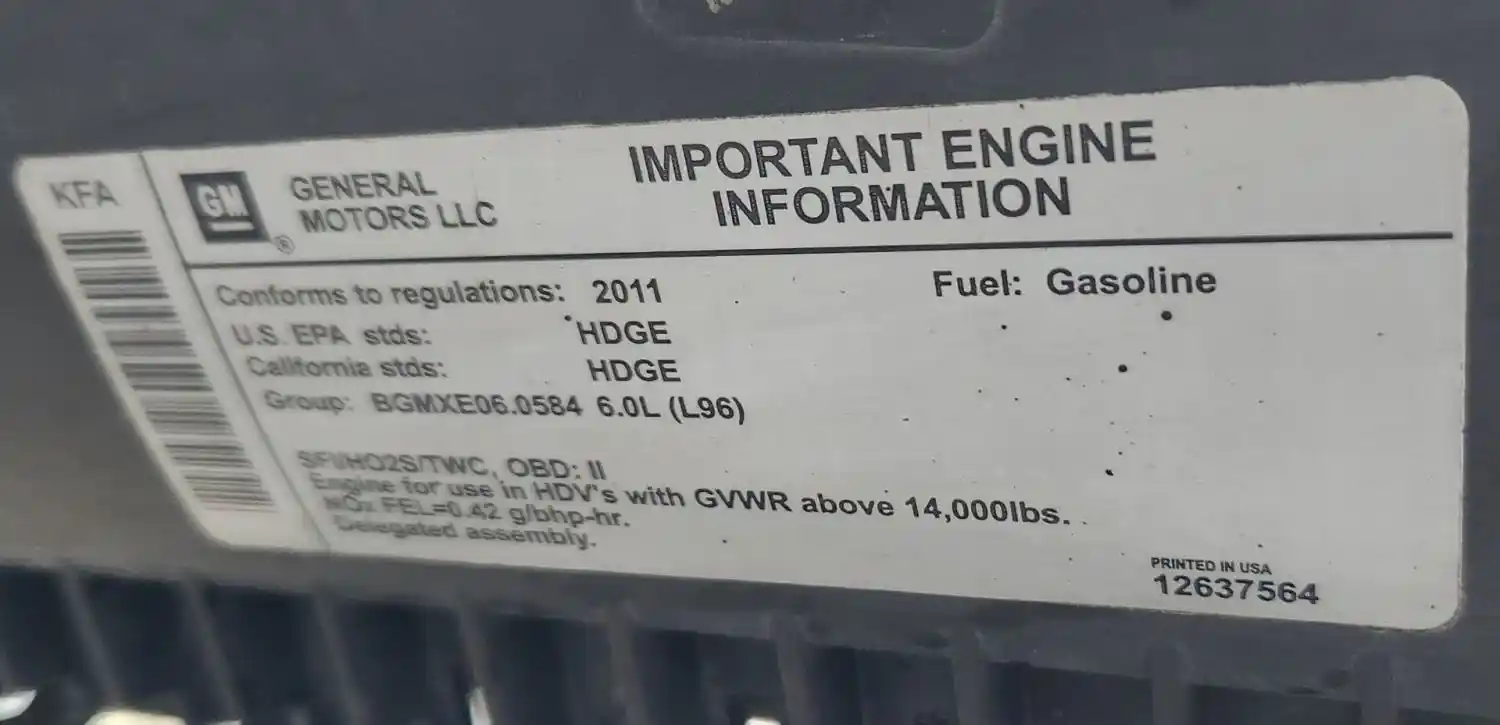 KFA
GM
®
GENERAL
MOTORS LLC
IMPORTANT ENGINE
INFORMATION
Conforms to regulations: 2011
Fuel: Gasoline
U.S. EPA stds: HDGE
California stds: HDGE
Group: BGMXE06.0584 6.0L (L96)
SFI/HO2S/TWC, OBD: II
Engine for use in HDV's with GVWR above 14,000lbs.
NOx FEL=0.42 g/bhp-hr.
Delegated assembly.
PRINTED IN USA
12637564